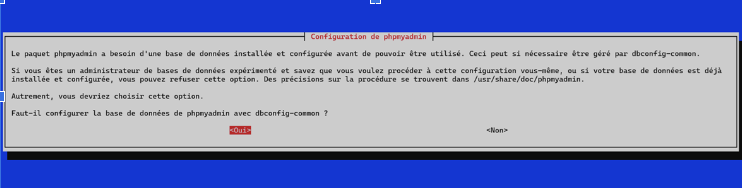 Configuration de phpmyadmin
Le paquet phpmyadmin a besoin d'une base de données installée et configurée avant de pouvoir être utilisé. Ceci peut si nécessaire être géré par dbconfig-common.
Si vous êtes un administrateur de bases de données expérimenté et savez que vous voulez procéder à cette configuration vous-même, ou si votre base de données est déjà
installée et configurée, vous pouvez refuser cette option. Des précisions sur la procédure se trouvent dans /usr/share/doc/phpmyadmin.
Autrement, vous devriez choisir cette option.
Faut-il configurer la base de données de phpmyadmin avec dbconfig-common ?
<Oui> <Non>